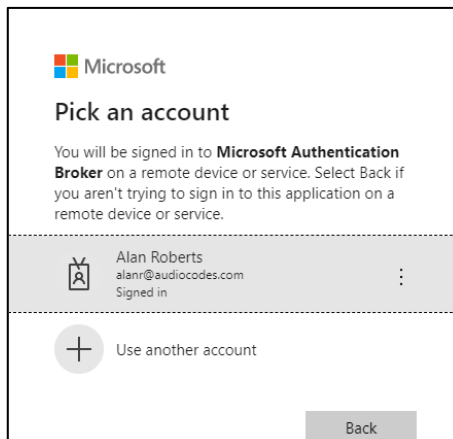 Microsoft
Pick an account
You will be signed in to Microsoft Authentication
Broker on a remote device or service. Select Back if
you aren't trying to sign in to this application on a
remote device or service.
Alan Roberts
alanr@audiocodes.com
Signed in
Use another account
Back